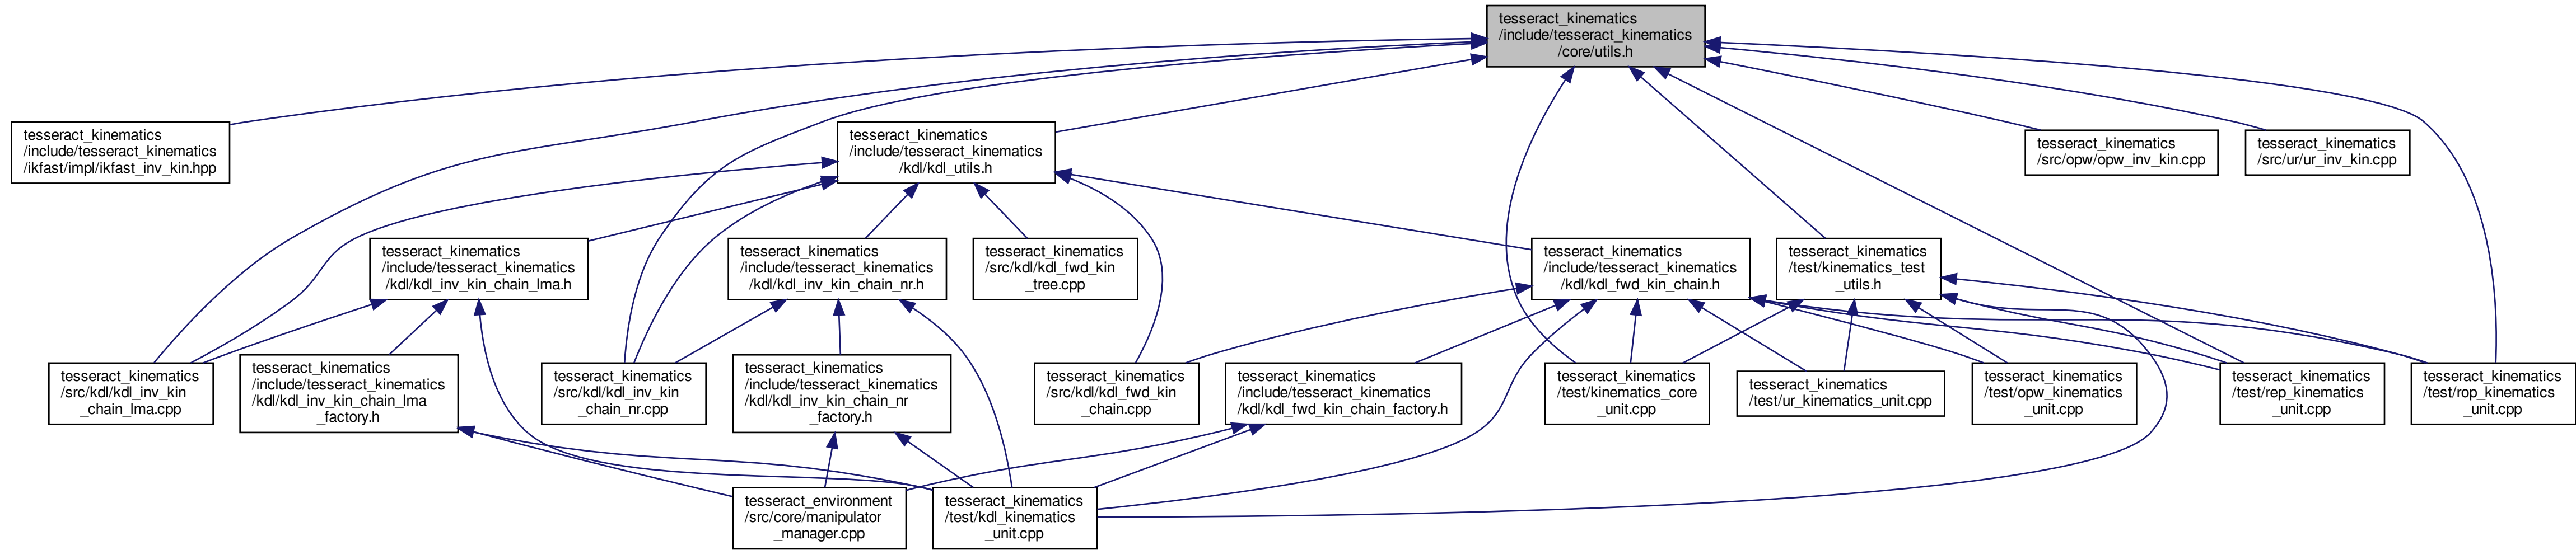 tesseract_kinematics
/include/tesseract_kinematics
/core/utils.h
tesseract_kinematics
/include/tesseract_kinematics
/ikfast/impl/ikfast_inv_kin.hpp
tesseract_kinematics
/include/tesseract_kinematics
/kdl/kdl_utils.h
tesseract_kinematics
/src/opw/opw_inv_kin.cpp
tesseract_kinematics
/src/ur/ur_inv_kin.cpp
tesseract_kinematics
/include/tesseract_kinematics
/kdl/kdl_inv_kin_chain_lma.h
tesseract_kinematics
/include/tesseract_kinematics
/kdl/kdl_inv_kin_chain_nr.h
tesseract_kinematics
/src/kdl/kdl_fwd_kin
_tree.cpp
tesseract_kinematics
/include/tesseract_kinematics
/kdl/kdl_fwd_kin_chain.h
tesseract_kinematics
/test/kinematics_test
_utils.h
tesseract_kinematics
/src/kdl/kdl_inv_kin
_chain_lma.cpp
tesseract_kinematics
/include/tesseract_kinematics
/kdl/kdl_inv_kin_chain_lma
_factory.h
tesseract_kinematics
/src/kdl/kdl_inv_kin
_chain_nr.cpp
tesseract_kinematics
/include/tesseract_kinematics
/kdl/kdl_inv_kin_chain_nr
_factory.h
tesseract_kinematics
/src/kdl/kdl_fwd_kin
_chain.cpp
tesseract_kinematics
/include/tesseract_kinematics
/kdl/kdl_fwd_kin_chain_factory.h
tesseract_kinematics
/test/kinematics_core
_unit.cpp
tesseract_kinematics
/test/ur_kinematics_unit.cpp
tesseract_kinematics
/test/opw_kinematics
_unit.cpp
tesseract_kinematics
/test/rep_kinematics
_unit.cpp
tesseract_kinematics
/test/rop_kinematics
_unit.cpp
tesseract_environment
/src/core/manipulator
_manager.cpp
tesseract_kinematics
/test/kdl_kinematics
_unit.cpp